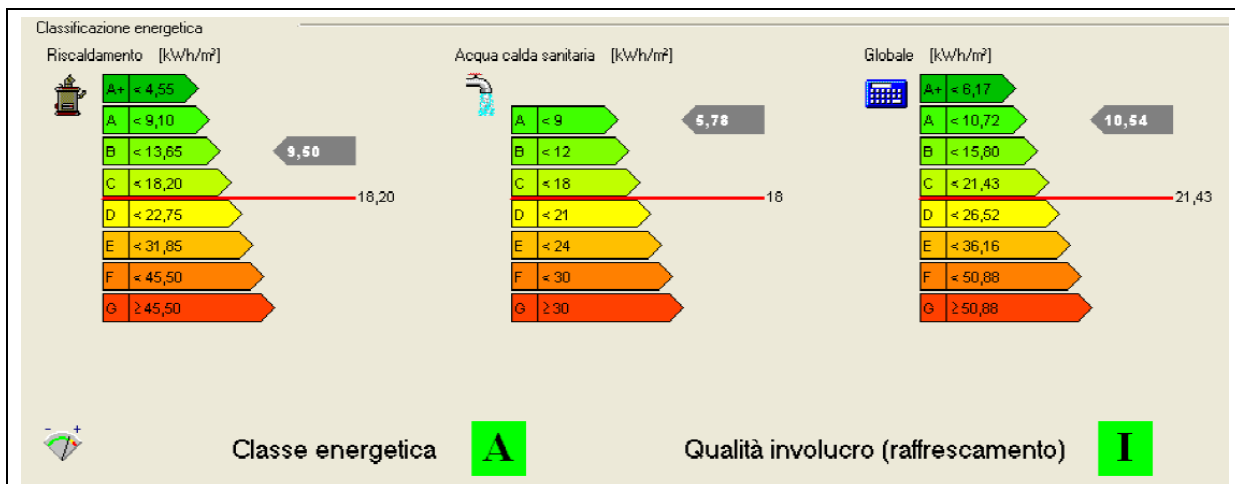 Classificazione energetica
Riscaldamento [kWh/m²]
A+ < 4,55
A < 9,10
B < 13,65
9,50
C < 18,20
18,20
D < 22,75
E < 31,85
F < 45,50
G ≥ 45,50
Acqua calda sanitaria [kWh/m²]
A < 9
5,78
B < 12
C < 18
18
D < 21
E < 24
F < 30
G ≥ 30
Globale [kWh/m²]
A+ < 6,17
A < 10,72
10,54
B < 15,80
C < 21,43
21,43
D < 26,52
E < 36,16
F < 50,88
G ≥ 50,88
- +
Classe energetica A
Qualità involucro (raffrescamento) I